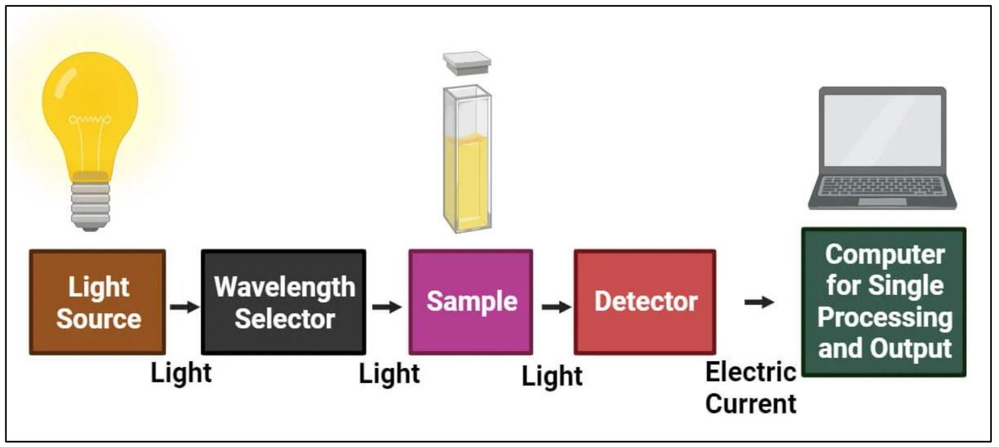 Light
Source
Wavelength
Selector
Sample
Detector
Computer
for Single
Processing
and Output
Light
Light
Light
Electric
Current